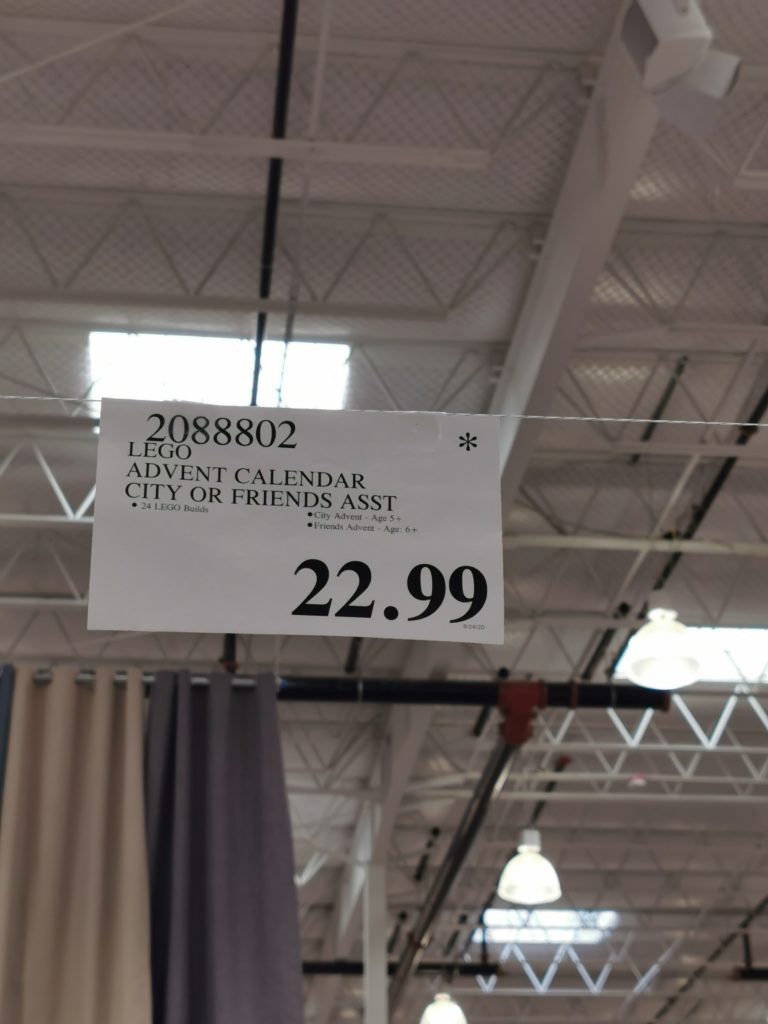 2088802 *
LEGO
ADVENT CALENDAR
CITY OR FRIENDS ASST
• 24 LEGO Builds
• City Advent - Age 5+
• Friends Advent - Age: 6+
22.99
9/24/20